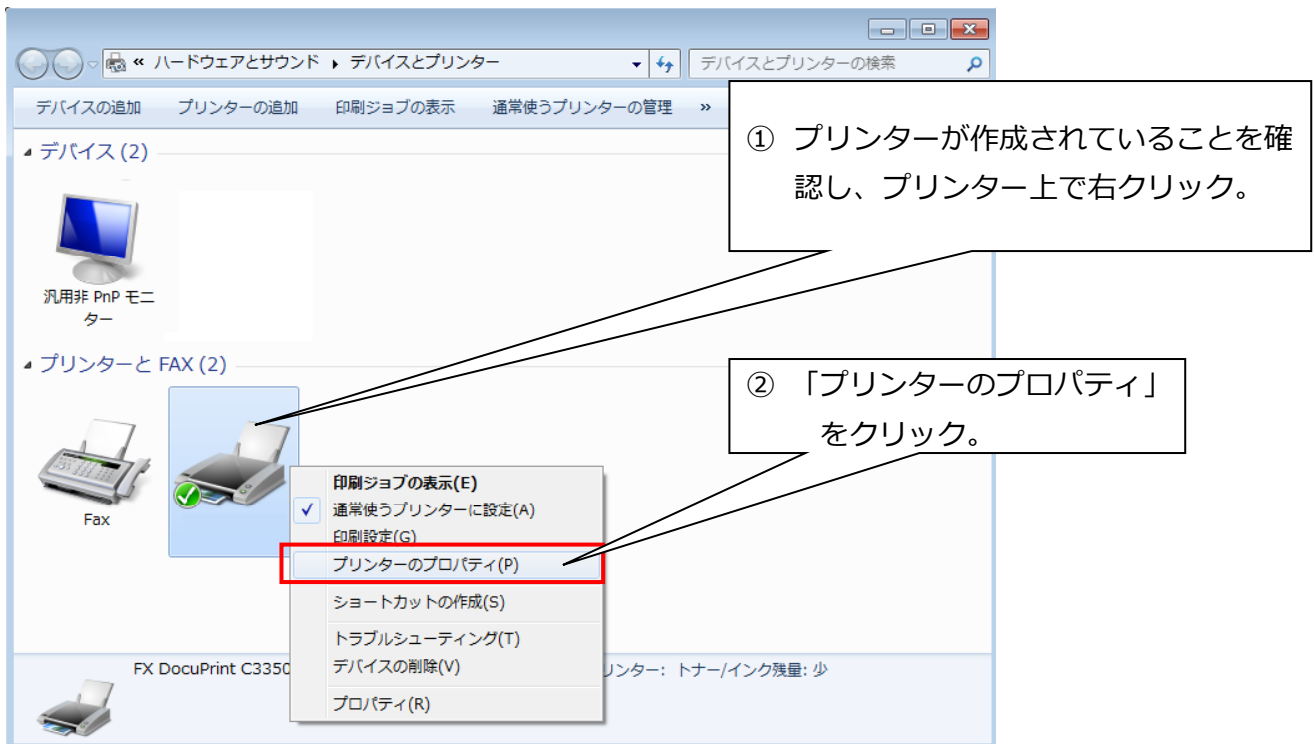 « ハードウェアとサウンド ▸ デバイスとプリンター
デバイスとプリンターの検索
デバイスの追加 プリンターの追加 印刷ジョブの表示 通常使うプリンターの管理 »
① プリンターが作成されていることを確
認し、プリンター上で右クリック。
デバイス (2)
汎用非 PnP モニ
ター
プリンターと FAX (2)
② 「プリンターのプロパティ」
をクリック。
Fax
印刷ジョブの表示(E)
通常使うプリンターに設定(A)
印刷設定(G)
プリンターのプロパティ(P)
ショートカットの作成(S)
トラブルシューティング(T)
デバイスの削除(V)
プロパティ(R)
FX DocuPrint C3350
リンター: トナー/インク残量: 少